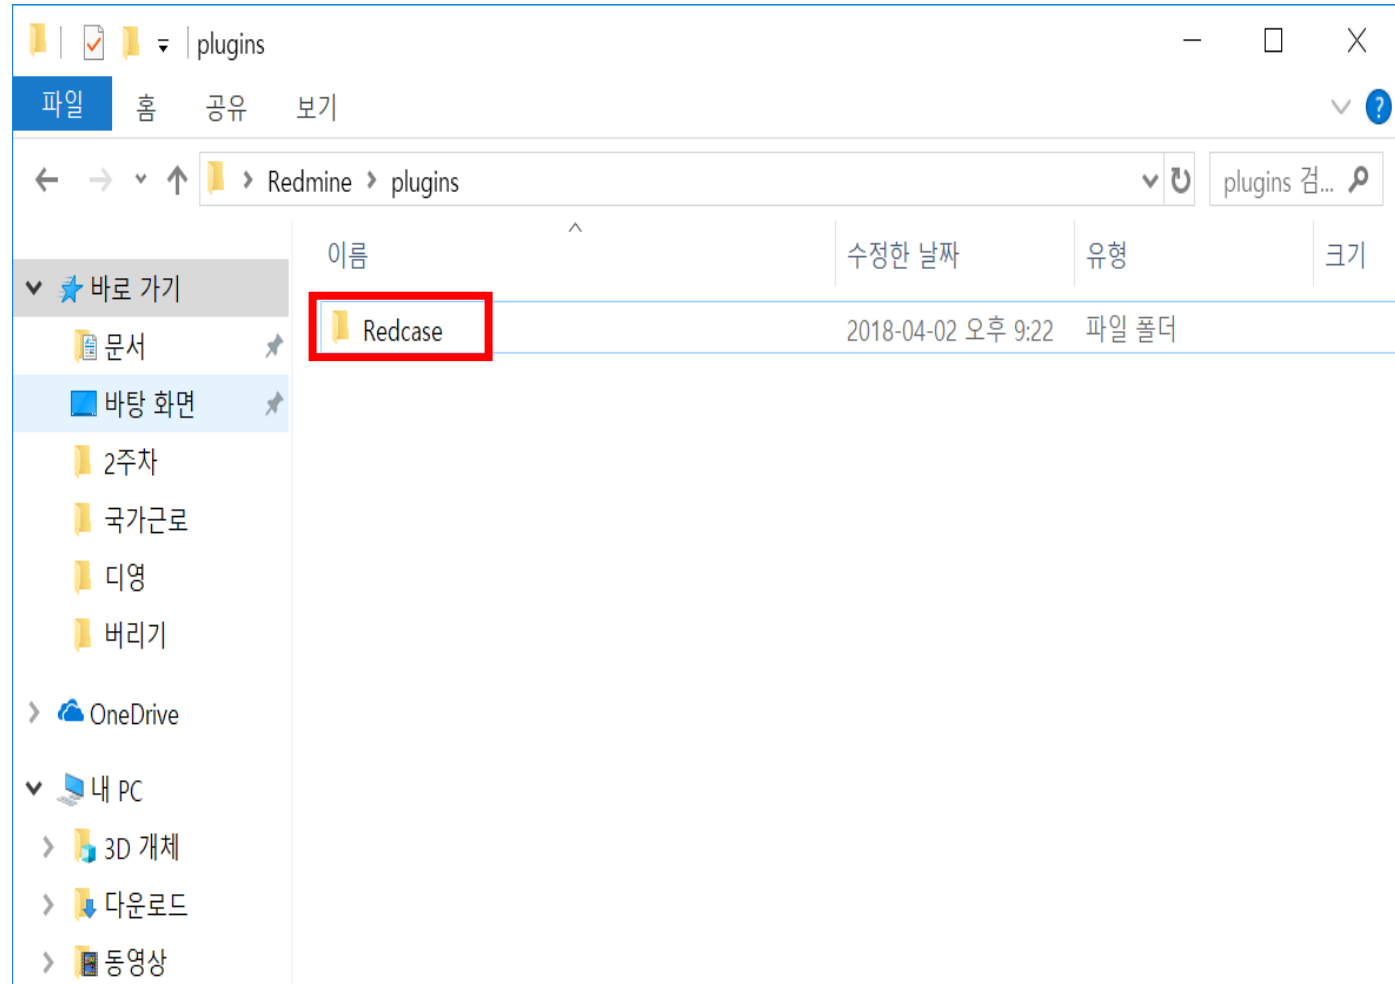 plugins
파일 홈 공유 보기
Redmine plugins
plugins 검...
이름 수정한 날짜 유형 크기
바로 가기
Redcase 2018-04-02 오후 9:22 파일 폴더
문서
바탕 화면
2주차
국가근로
디영
버리기
OneDrive
내 PC
3D 개체
다운로드
동영상